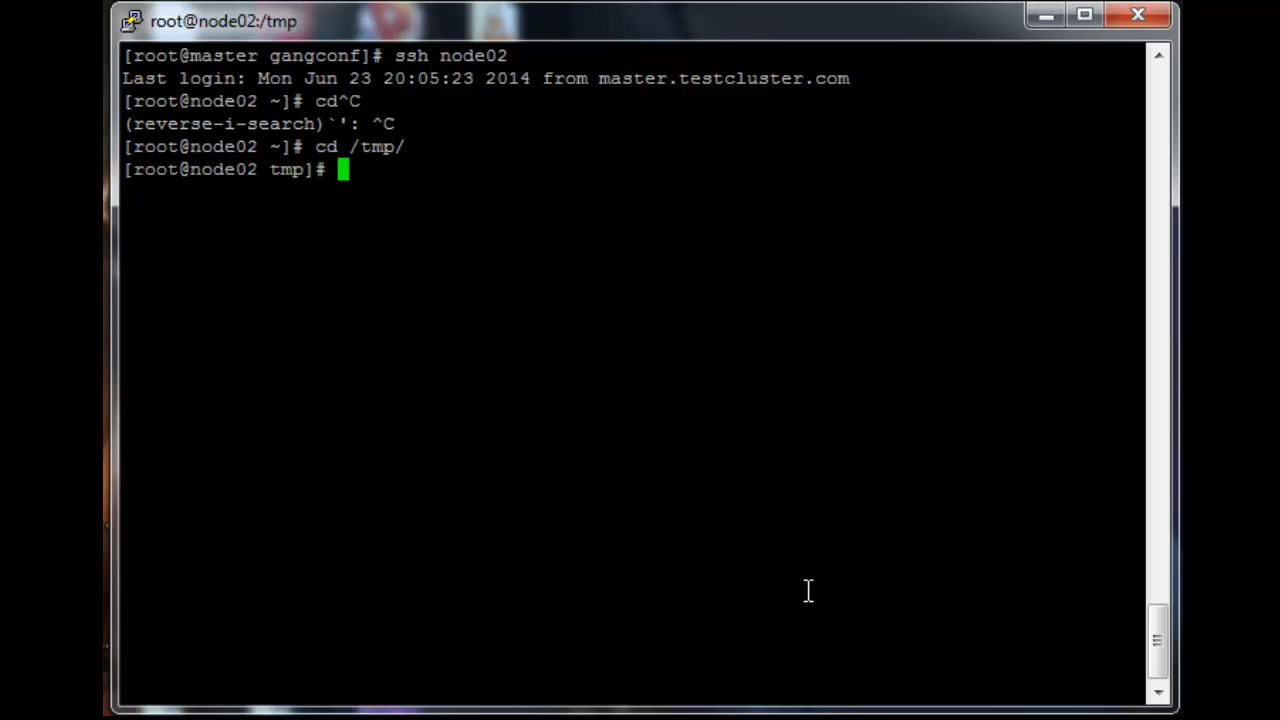 root@node02:/tmp
[root@master gangconf]# ssh node02
Last login: Mon Jun 23 20:05:23 2014 from master.testcluster.com
[root@node02 ~]# cd^C
(reverse-i-search)`': ^C
[root@node02 ~]# cd /tmp/
[root@node02 tmp]#